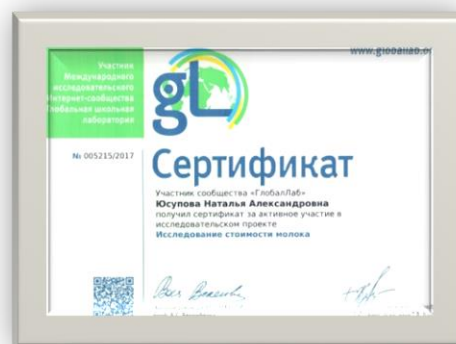 www.globallab.o
Участник
Международного
исследовательского
Интернет-сообщества
Глобальная школьная
лаборатория
gL
№ 005215/2017
Сертификат
Участник сообщества «ГлобалЛаб»
Юсупова Наталья Александровна
получил сертификат за активное участие в
исследовательском проекте
Исследование стоимости молока